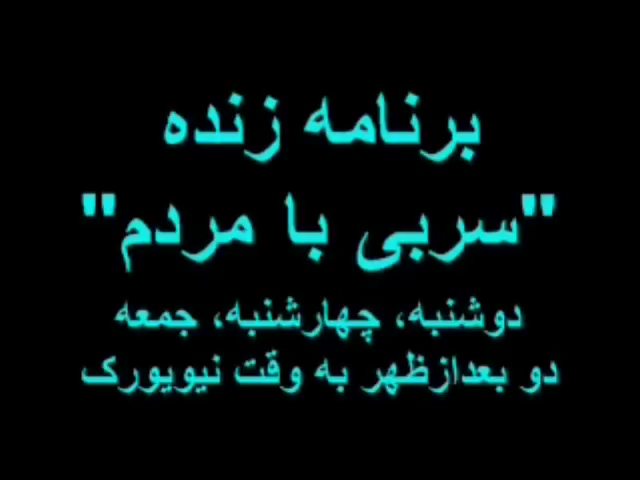 برنامه زنده
"سربی با مردم"
دوشنبه، چهارشنبه، جمعه
دو بعدازظهر به وقت نیویورک